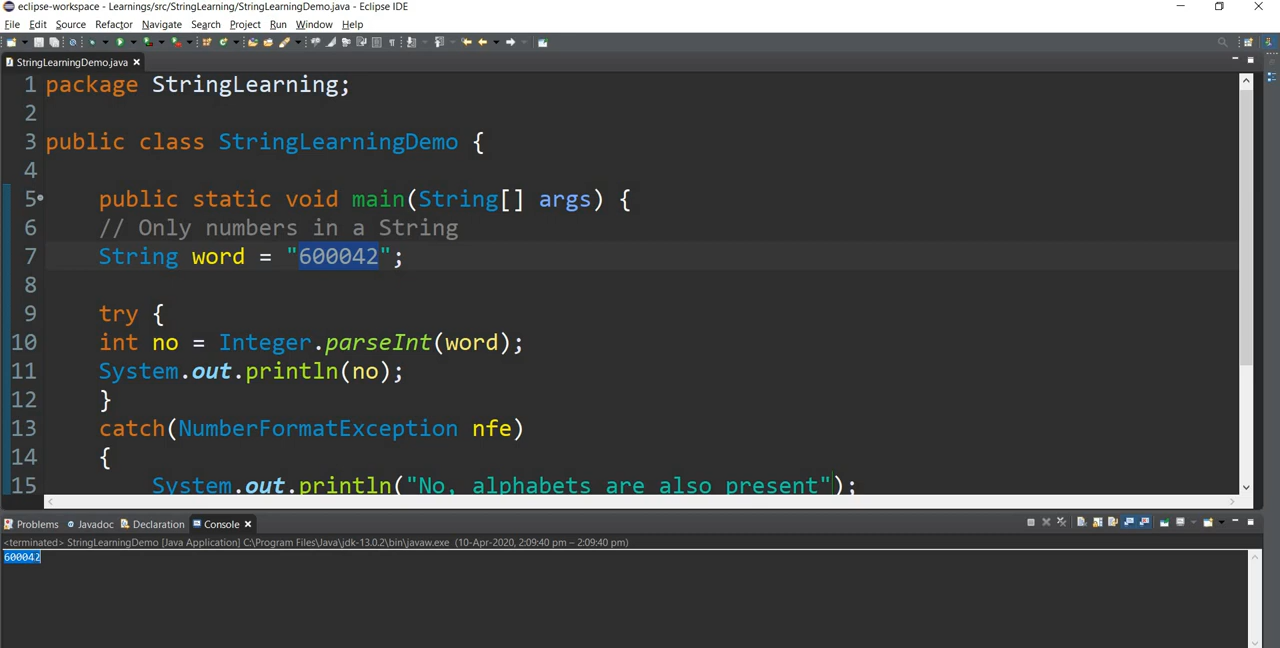 eclipse-workspace - Learnings/src/StringLearning/StringLearningDemo.java - Eclipse IDE
File Edit Source Refactor Navigate Search Project Run Window Help
StringLearningDemo.java
1 package StringLearning;
2
3 public class StringLearningDemo {
4
5 public static void main(String[] args) {
6 // Only numbers in a String
7 String word = "600042";
8
9 try {
10 int no = Integer.parseInt(word);
11 System.out.println(no);
12 }
13 catch(NumberFormatException nfe)
14 {
15 System.out.println("No, alphabets are also present");
Problems Javadoc Declaration Console
<terminated> StringLearningDemo [Java Application] C:\Program Files\Java\jdk-13.0.2\bin\javaw.exe (10-Apr-2020, 2:09:40 pm – 2:09:40 pm)
600042